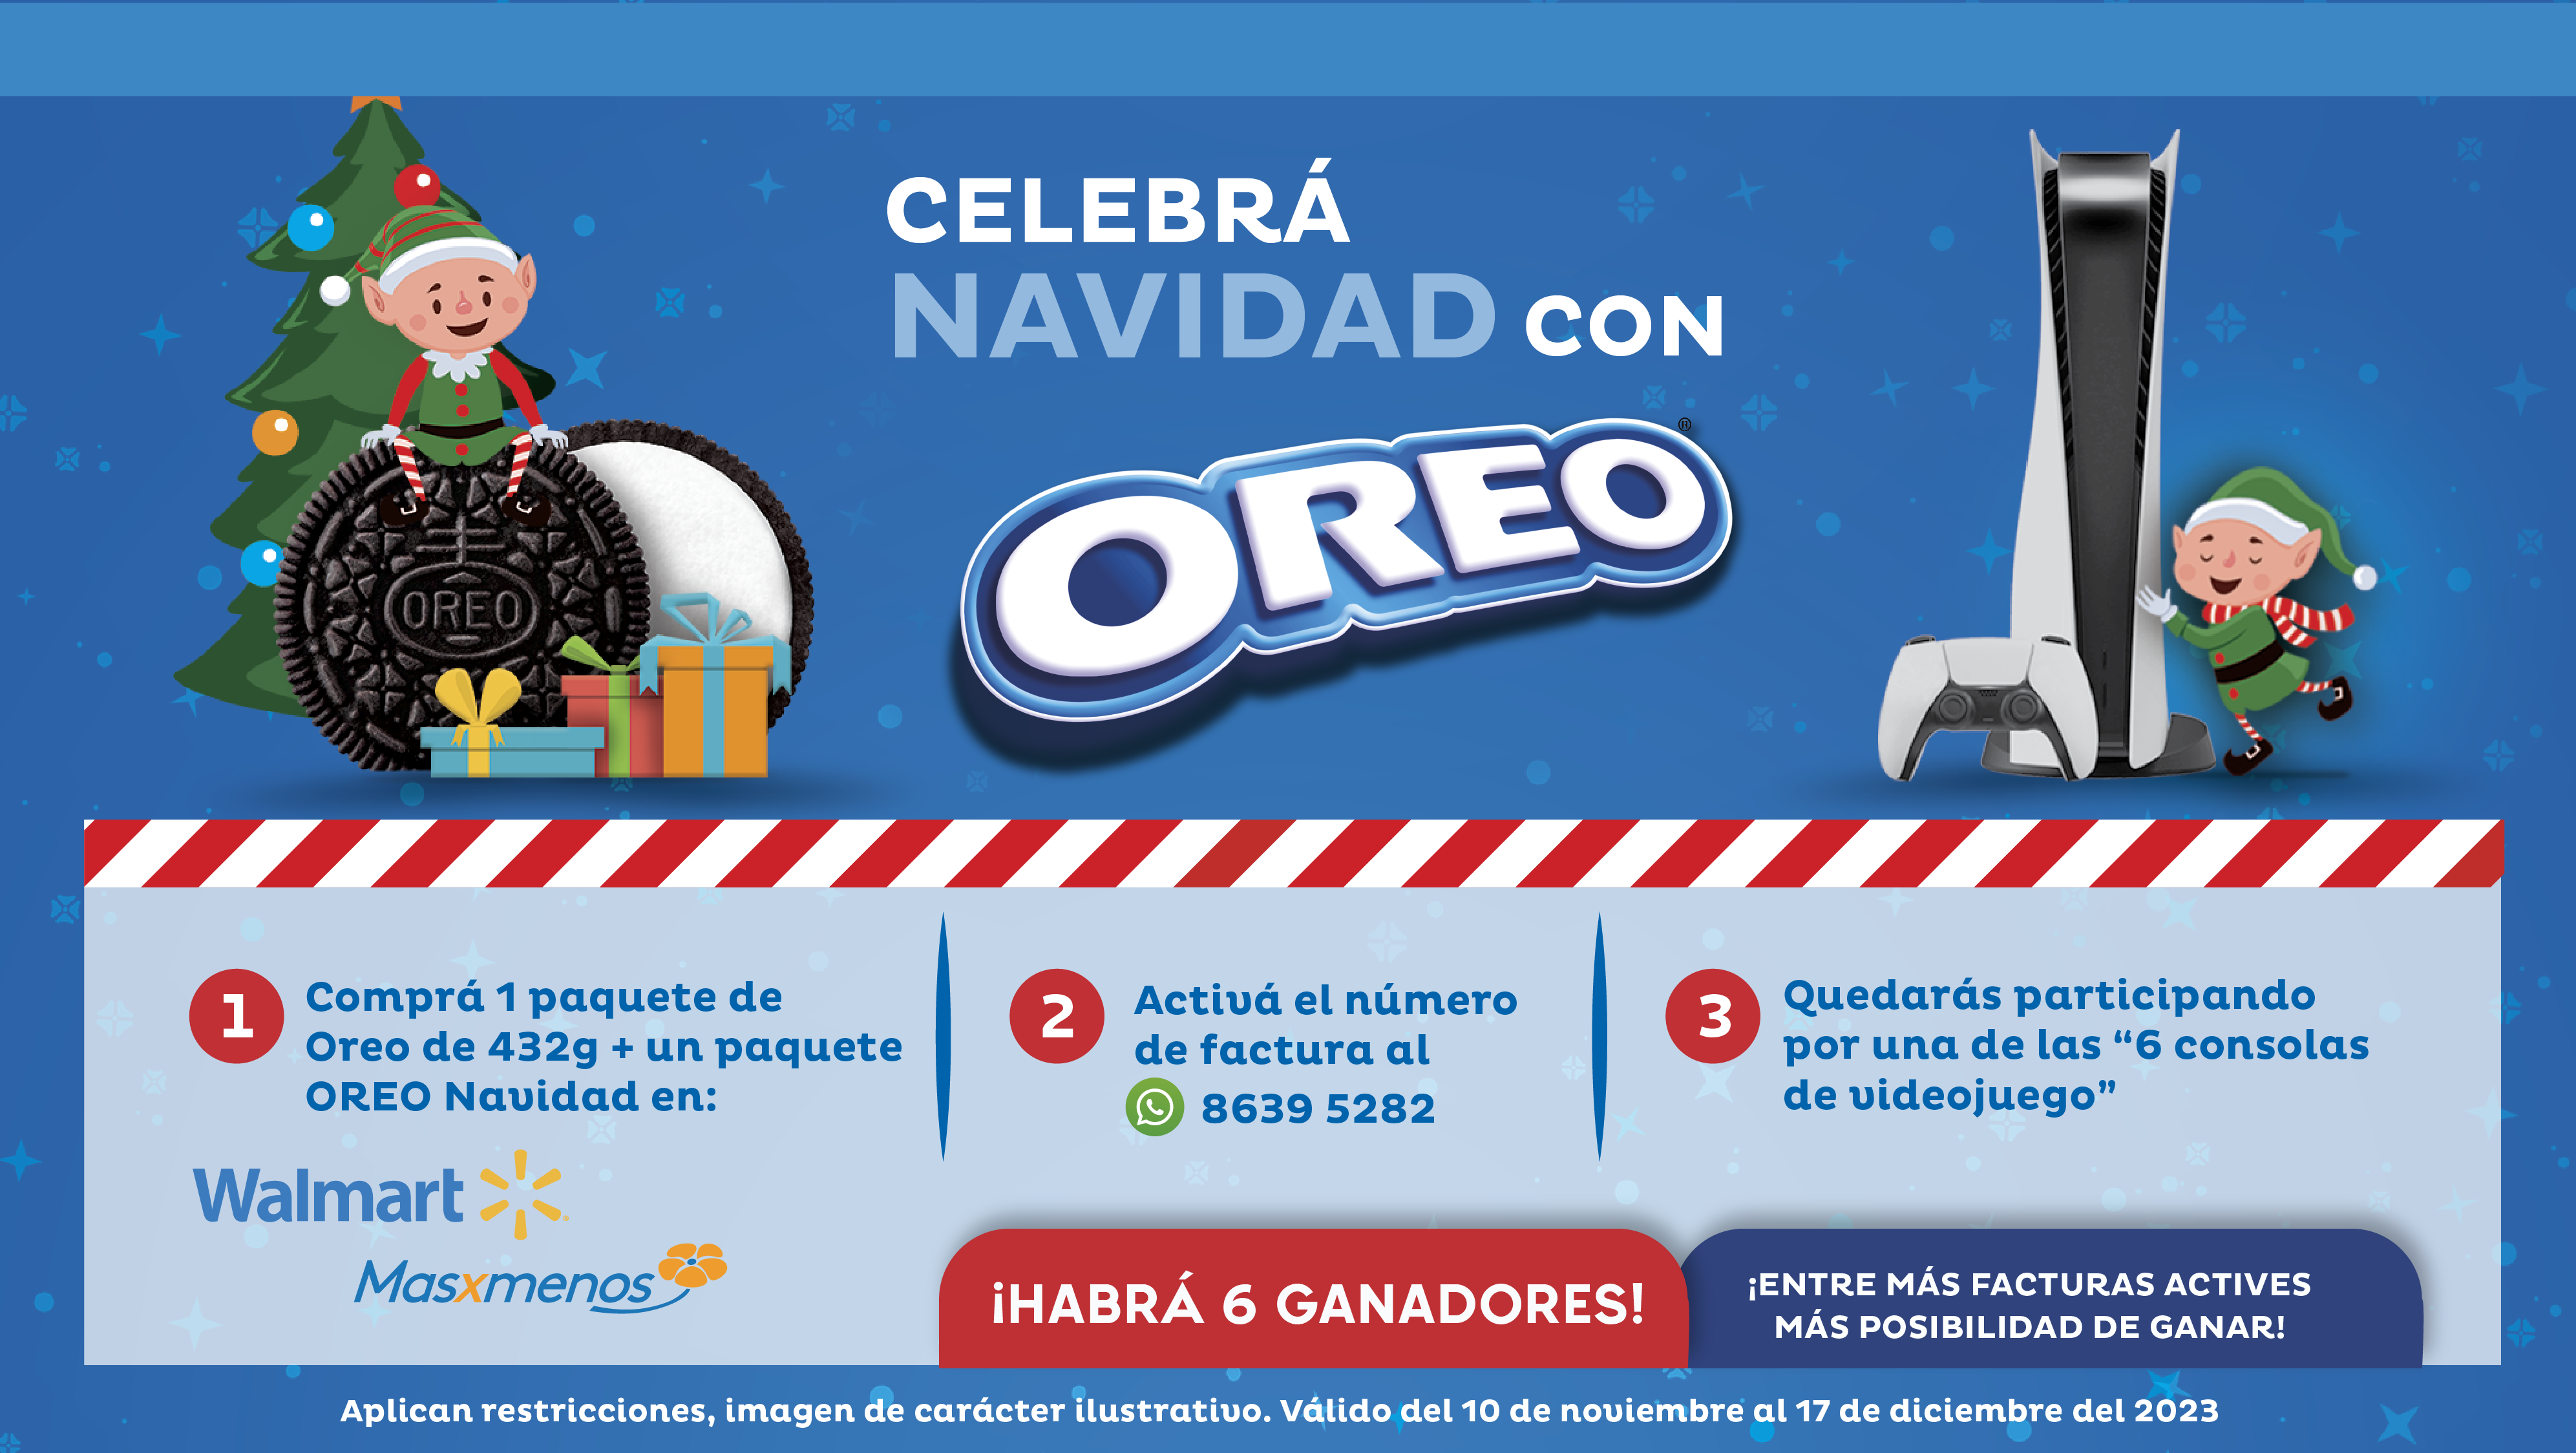 CELEBRÁ
NAVIDAD CON
OREO®
OREO
1
Comprá 1 paquete de
Oreo de 432g + un paquete
OREO Navidad en:
Walmart
Masxmenos
2
Activá el número
de factura al
8639 5282
3
Quedarás participando
por una de las “6 consolas
de videojuego”
¡HABRÁ 6 GANADORES!
¡ENTRE MÁS FACTURAS ACTIVES
MÁS POSIBILIDAD DE GANAR!
Aplican restricciones, imagen de carácter ilustrativo. Válido del 10 de noviembre al 17 de diciembre del 2023